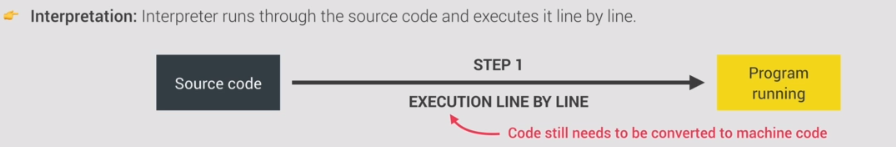 👉 Interpretation: Interpreter runs through the source code and executes it line by line.
STEP 1
Source code
Program
running
EXECUTION LINE BY LINE
Code still needs to be converted to machine code